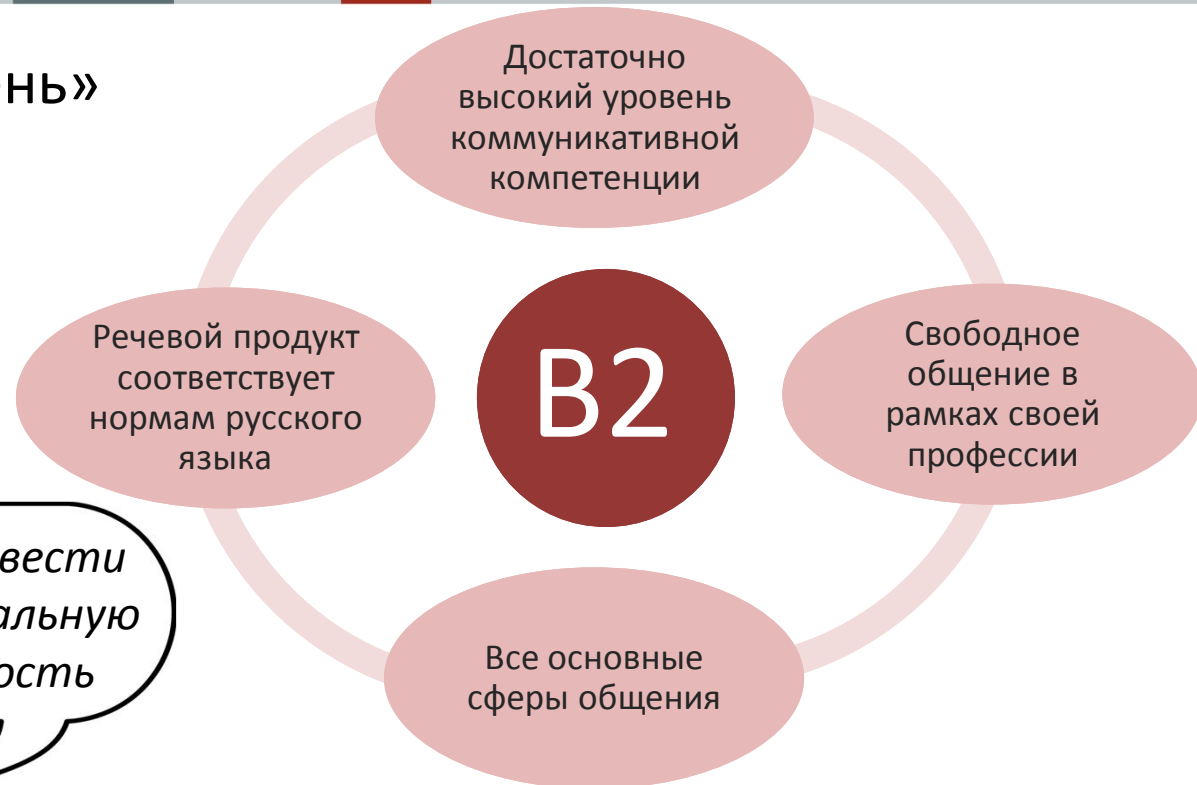 ень»
Достаточно
высокий уровень
коммуникативной
компетенции
Речевой продукт
соответствует
нормам русского
языка
B2
Свободное
общение в
рамках своей
профессии
вести
альную
ость
Все основные
сферы общения